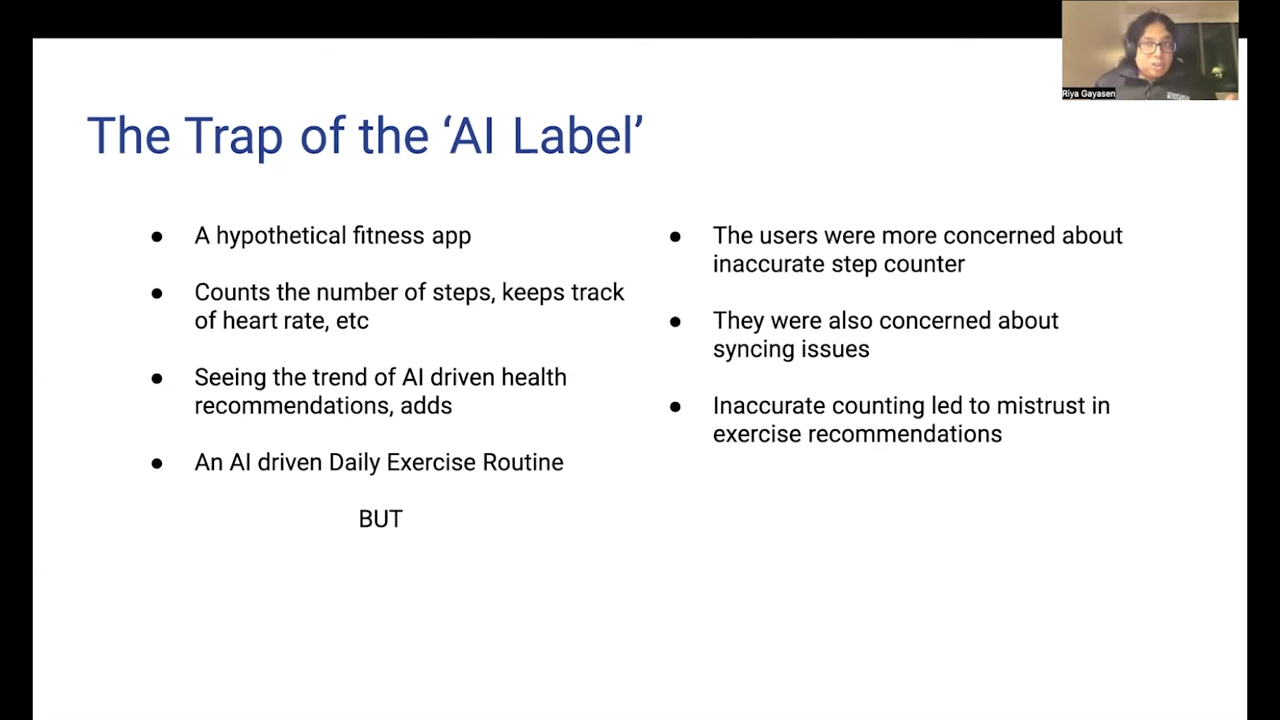 Riya Gayasen
The Trap of the ‘AI Label’
● A hypothetical fitness app
● Counts the number of steps, keeps track
of heart rate, etc
● Seeing the trend of AI driven health
recommendations, adds
● An AI driven Daily Exercise Routine
BUT
● The users were more concerned about
inaccurate step counter
● They were also concerned about
syncing issues
● Inaccurate counting led to mistrust in
exercise recommendations